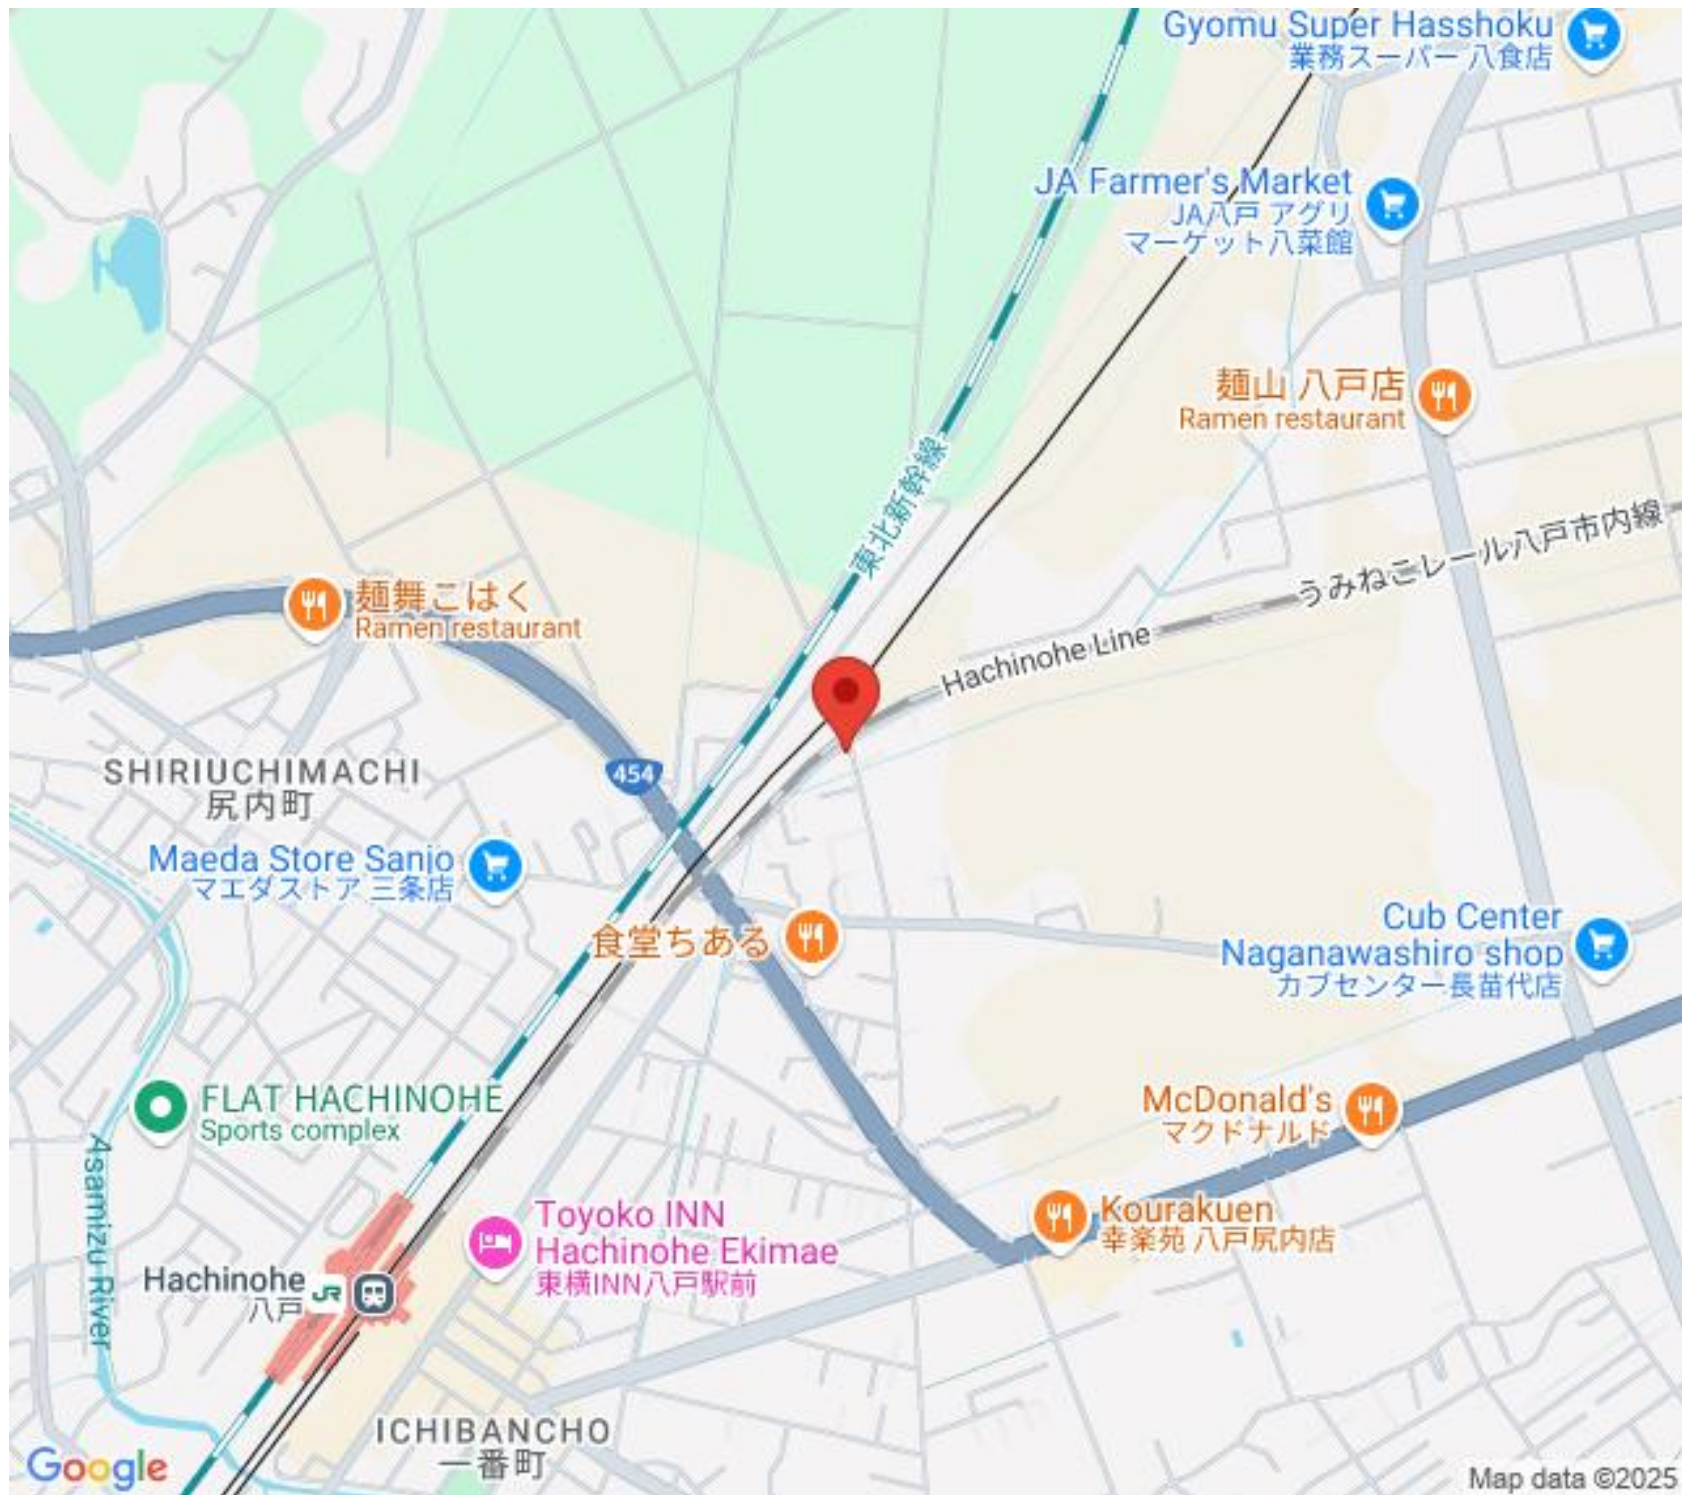 Gyomu Super Hasshoku
業務スーパー 八食店
JA Farmer's Market
JA八戸 アグリ
マーケット八菜館
麺山 八戸店
Ramen restaurant
東北新幹線
うみねこレール八戸市内線
Hachinohe Line
麺舞こはく
Ramen restaurant
454
SHIRIUCHIMACHI
尻内町
Maeda Store Sanjo
マエダストア 三条店
食堂ちある
Cub Center
Naganawashiro shop
カブセンター長苗代店
FLAT HACHINOHE
Sports complex
McDonald's
マクドナルド
Asamizu River
Toyoko INN
Hachinohe Ekimae
東横INN八戸駅前
Kourakuen
幸楽苑 八戸尻内店
Hachinohe
八戸
JR
ICHIBANCHO
一番町
Google
Map data ©2025